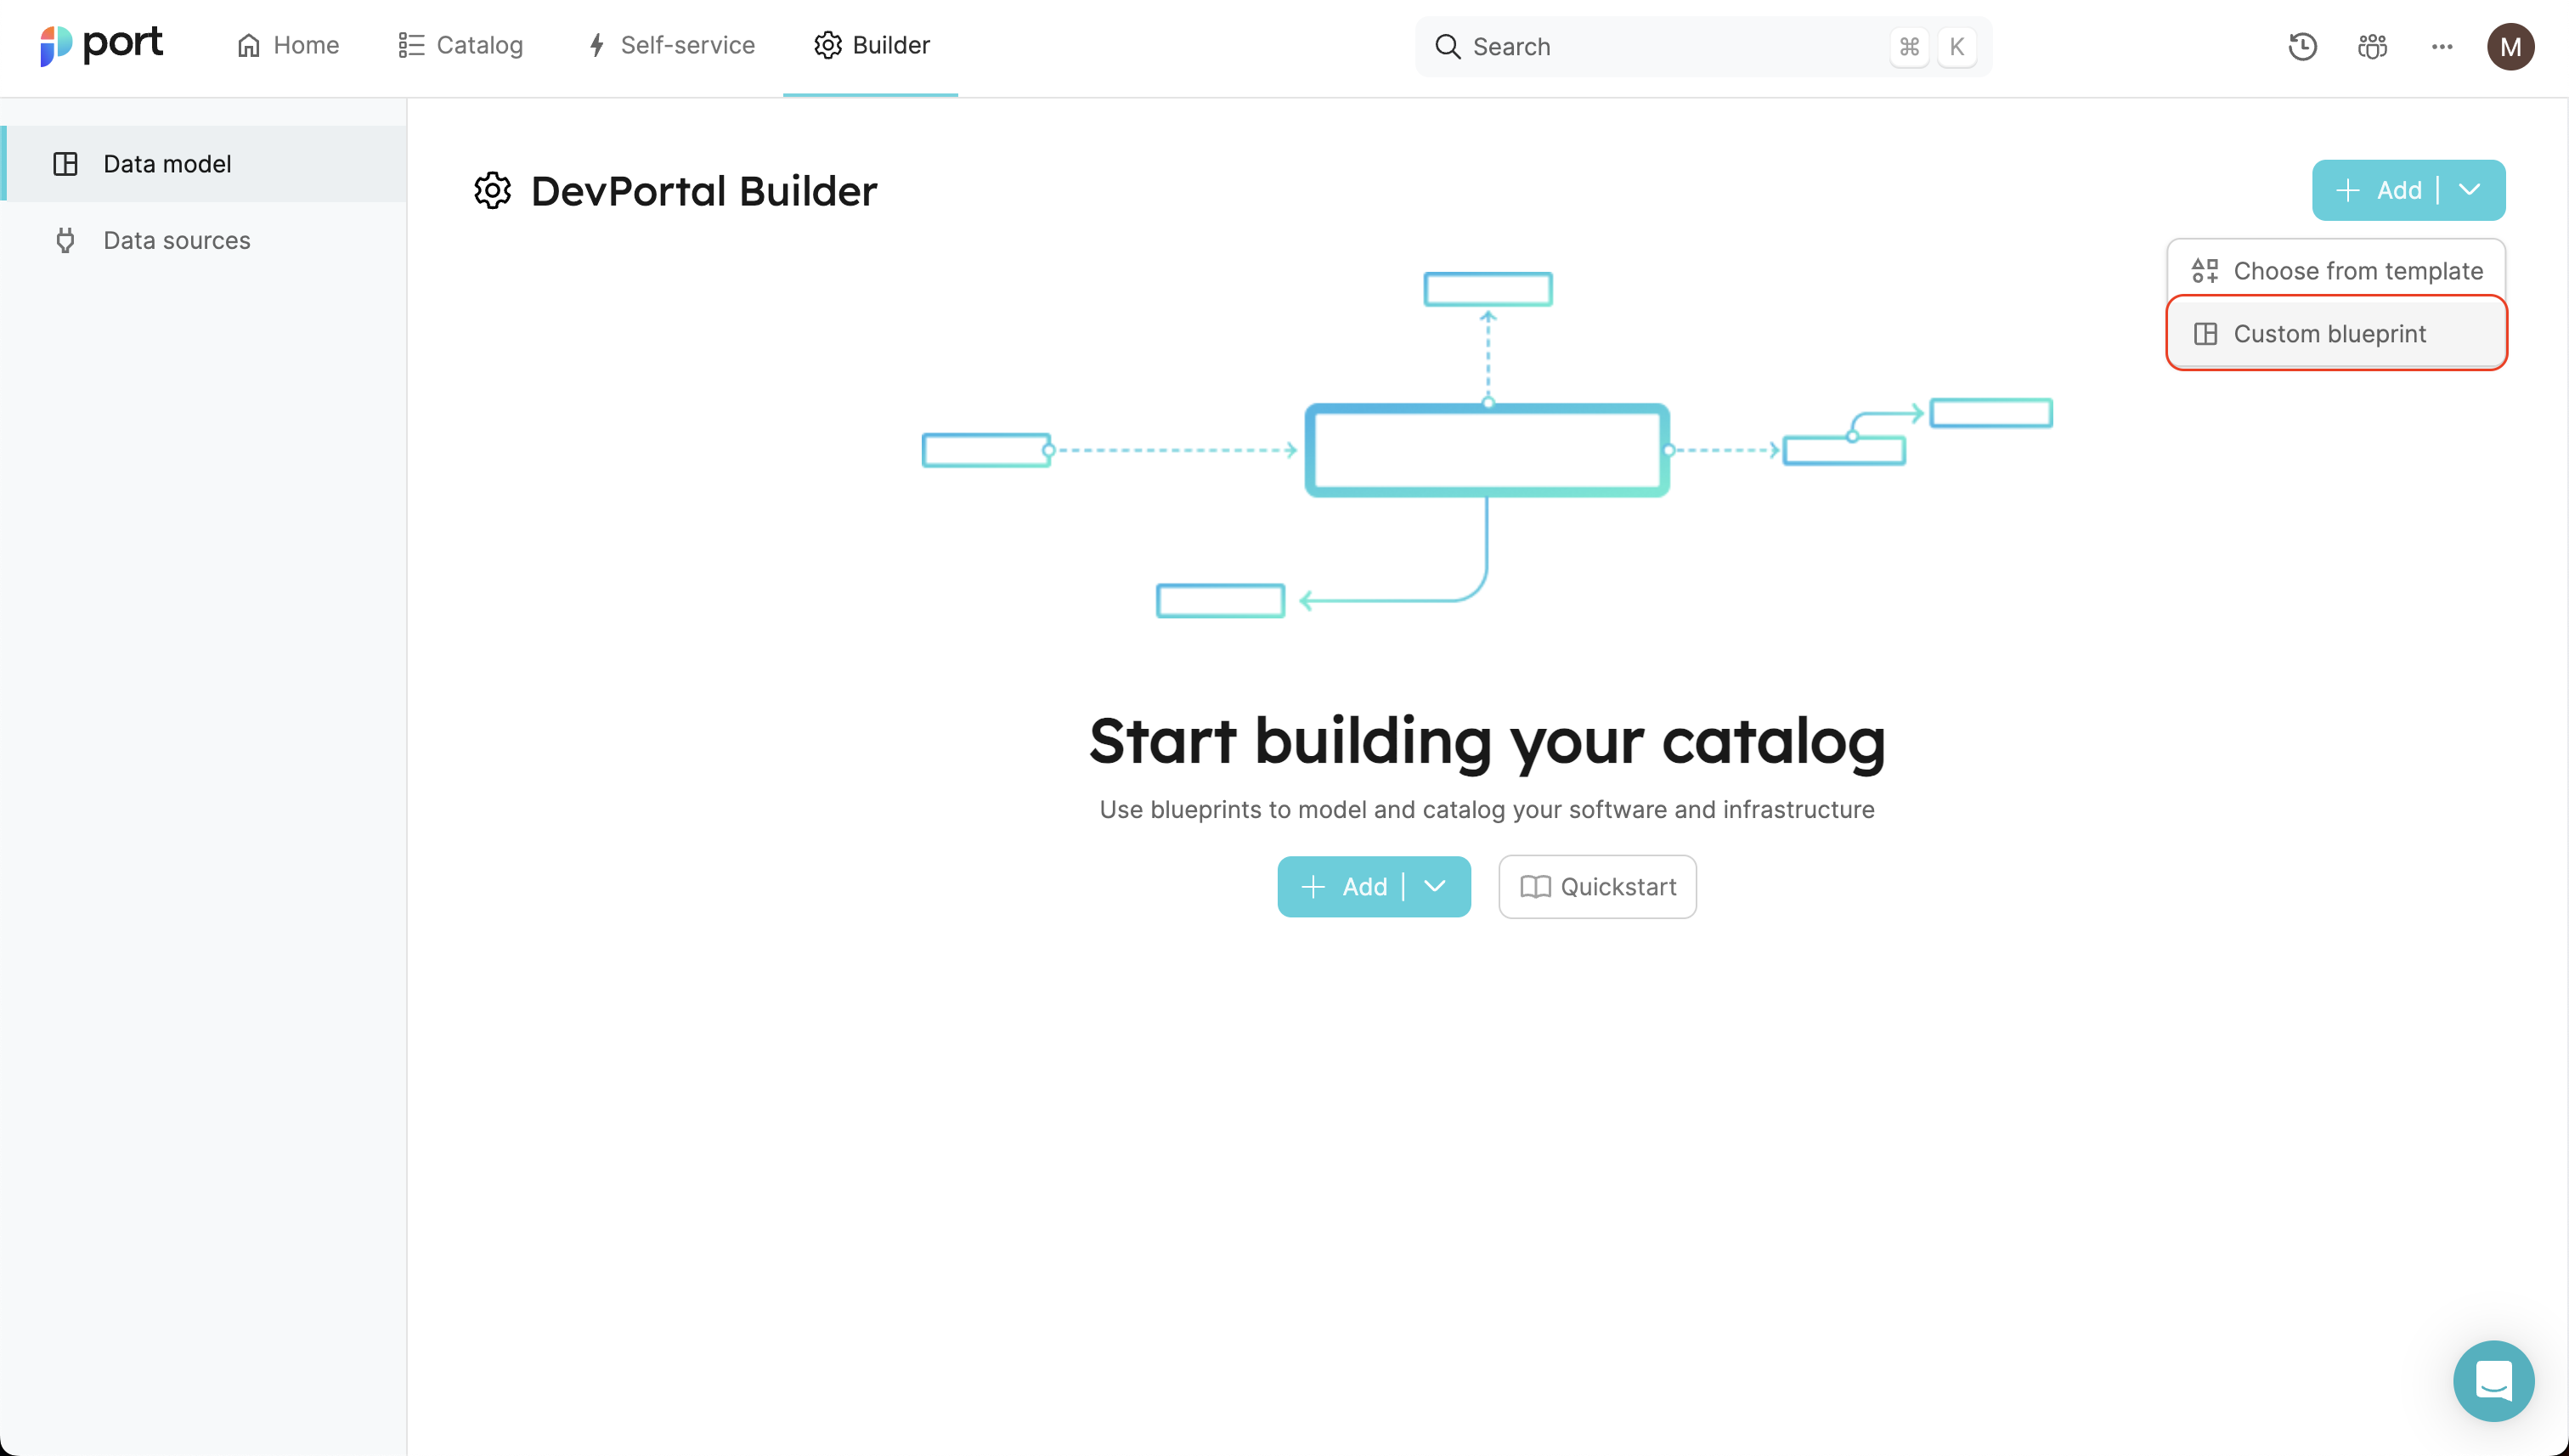 port
Home
Catalog
Self-service
Builder
Search
⌘
K
M
Data model
Data sources
DevPortal Builder
Add
Choose from template
Custom blueprint
Start building your catalog
Use blueprints to model and catalog your software and infrastructure
Add
Quickstart